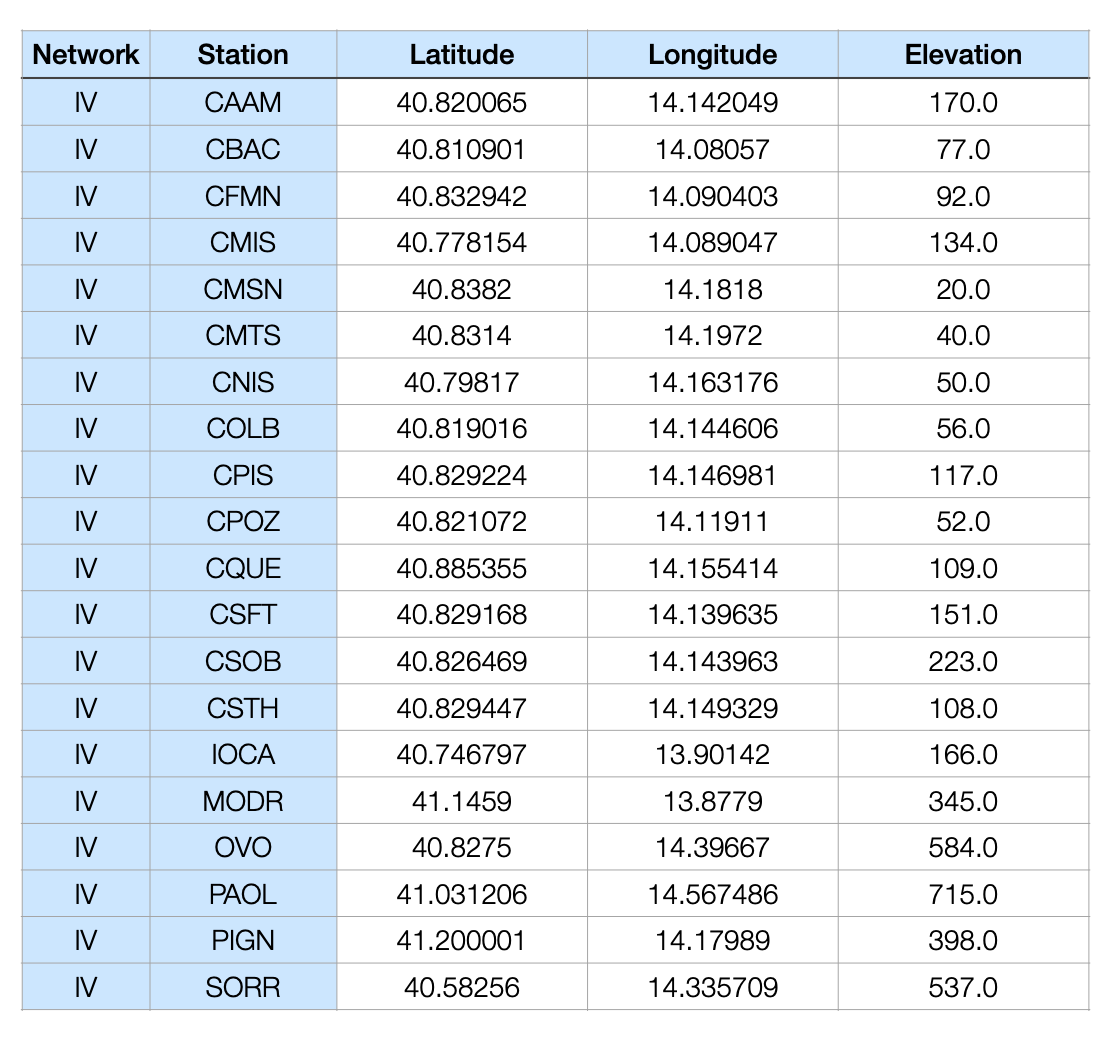 Network Station Latitude Longitude Elevation
IV CAAM 40.820065 14.142049 170.0
IV CBAC 40.810901 14.08057 77.0
IV CFMN 40.832942 14.090403 92.0
IV CMIS 40.778154 14.089047 134.0
IV CMSN 40.8382 14.1818 20.0
IV CMTS 40.8314 14.1972 40.0
IV CNIS 40.79817 14.163176 50.0
IV COLB 40.819016 14.144606 56.0
IV CPIS 40.829224 14.146981 117.0
IV CPOZ 40.821072 14.11911 52.0
IV CQUE 40.885355 14.155414 109.0
IV CSFT 40.829168 14.139635 151.0
IV CSOB 40.826469 14.143963 223.0
IV CSTH 40.829447 14.149329 108.0
IV IOCA 40.746797 13.90142 166.0
IV MODR 41.1459 13.8779 345.0
IV OVO 40.8275 14.39667 584.0
IV PAOL 41.031206 14.567486 715.0
IV PIGN 41.200001 14.17989 398.0
IV SORR 40.58256 14.335709 537.0